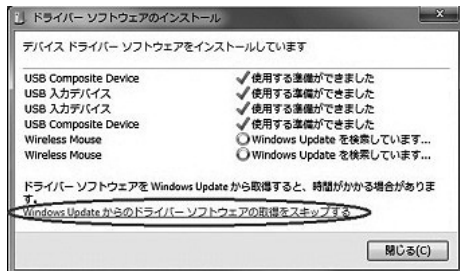 ドライバー ソフトウェアのインストール
デバイス ドライバー ソフトウェアをインストールしています
USB Composite Device 使用する準備ができました
USB 入力デバイス 使用する準備ができました
USB 入力デバイス 使用する準備ができました
USB Composite Device 使用する準備ができました
Wireless Mouse Windows Update を検索しています...
Wireless Mouse Windows Update を検索しています...
ドライバー ソフトウェアを Windows Update から取得すると、時間がかかる場合がありま
す。
Windows Update からのドライバー ソフトウェアの取得をスキップする
閉じる(C)